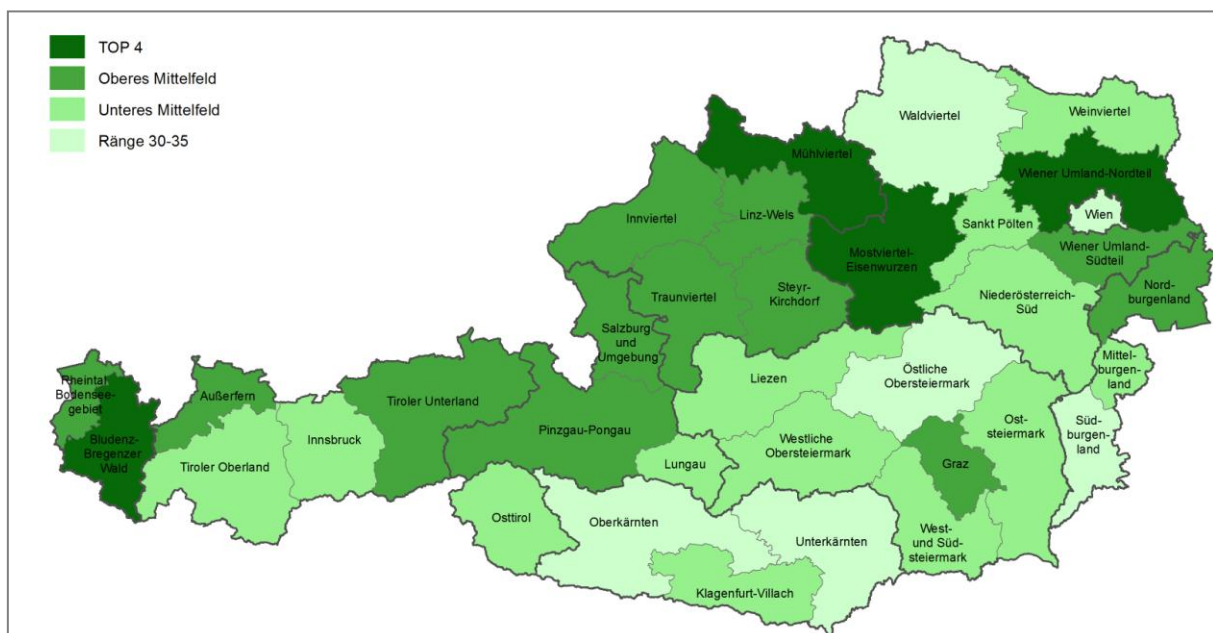 TOP 4
Oberes Mittelfeld
Unteres Mittelfeld
Ränge 30-35
Waldviertel
Weinviertel
Mühlviertel
Wiener Umland-Nordteil
Wien
Innviertel
Linz-Wels
Sankt Pölten
Mostviertel-
Eisenwurzen
Wiener Umland-
Südteil
Nord-
burgenland
Traunviertel
Steyr-
Kirchdorf
Niederösterreich-
Süd
Salzburg
und
Umgebung
Mittel-
burgen-
land
Rheintal
Bodensee-
gebiet
Außerfern
Tiroler Unterland
Liezen
Östliche
Obersteiermark
Pinzgau-Pongau
Bludenz-
Bregenzer
Wald
Innsbruck
Tiroler Oberland
Westliche
Obersteiermark
Ost-
steiermark
Süd-
burgen-
land
Lungau
Graz
Osttirol
Oberkärnten
Unterkärnten
West-
und Süd-
steiermark
Klagenfurt-Villach